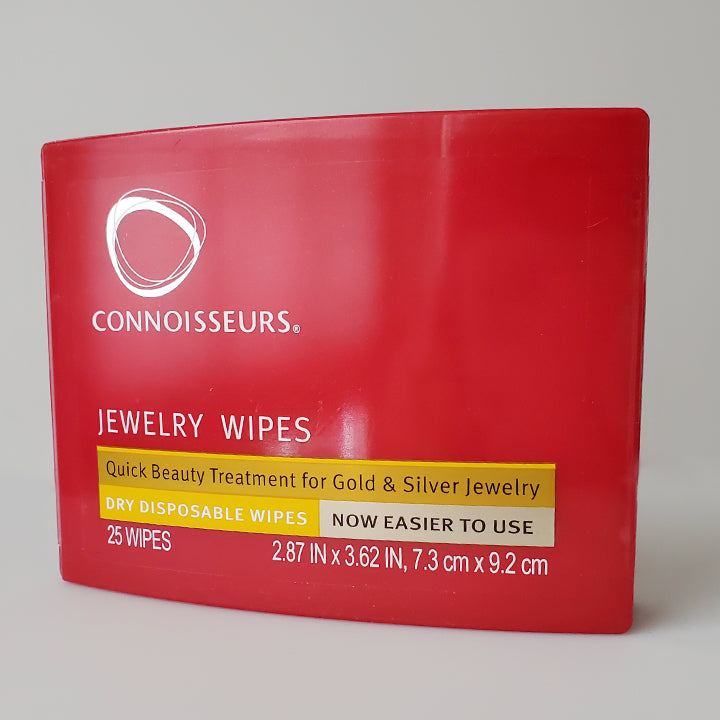 CONNOISSEURS®
JEWELRY WIPES
Quick Beauty Treatment for Gold & Silver Jewelry
DRY DISPOSABLE WIPES NOW EASIER TO USE
25 WIPES 2.87 IN x 3.62 IN, 7.3 cm x 9.2 cm